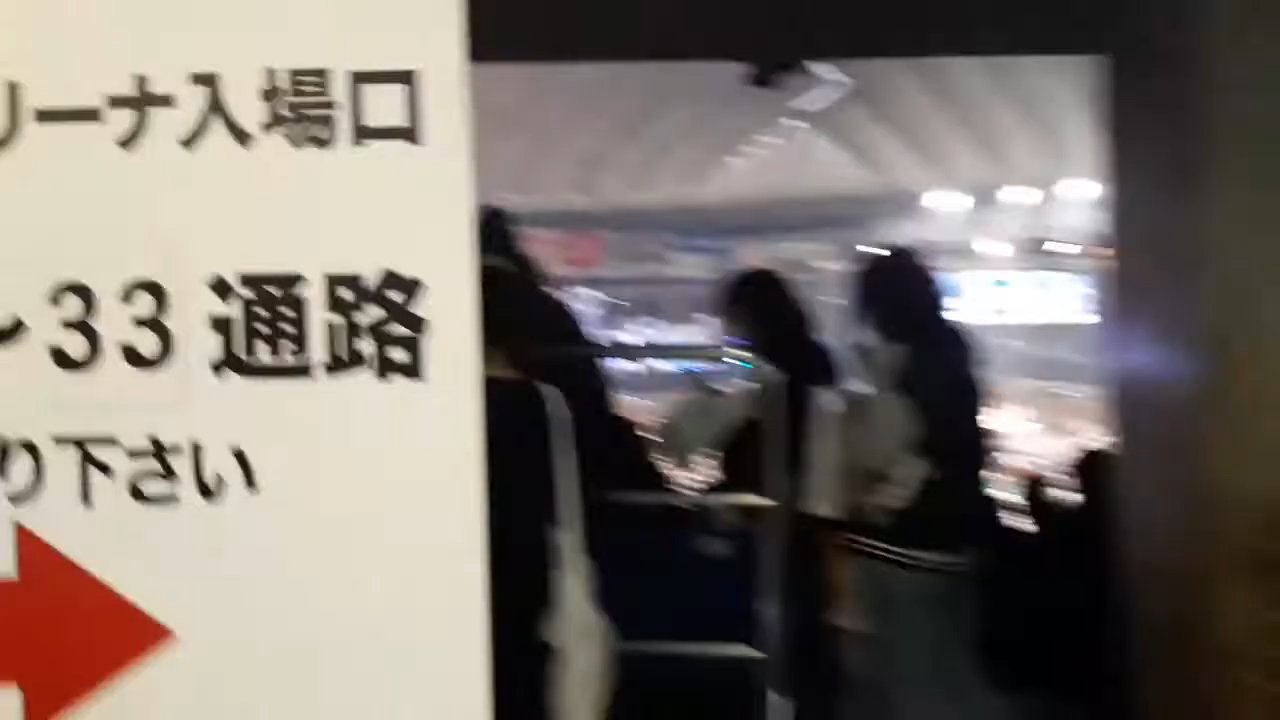 リーナ入場口
～33 通路
り下さい